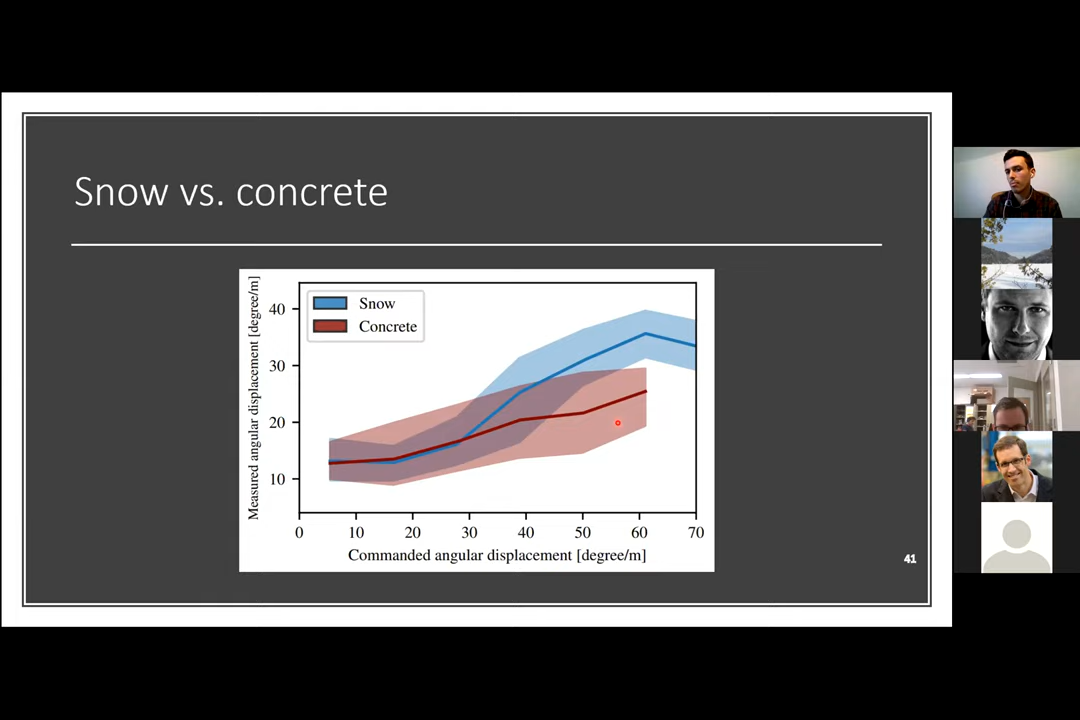 Snow vs. concrete
Measured angular displacement [degree/m]
40
30
20
10
Snow
Concrete
0 10 20 30 40 50 60 70
Commanded angular displacement [degree/m]
41